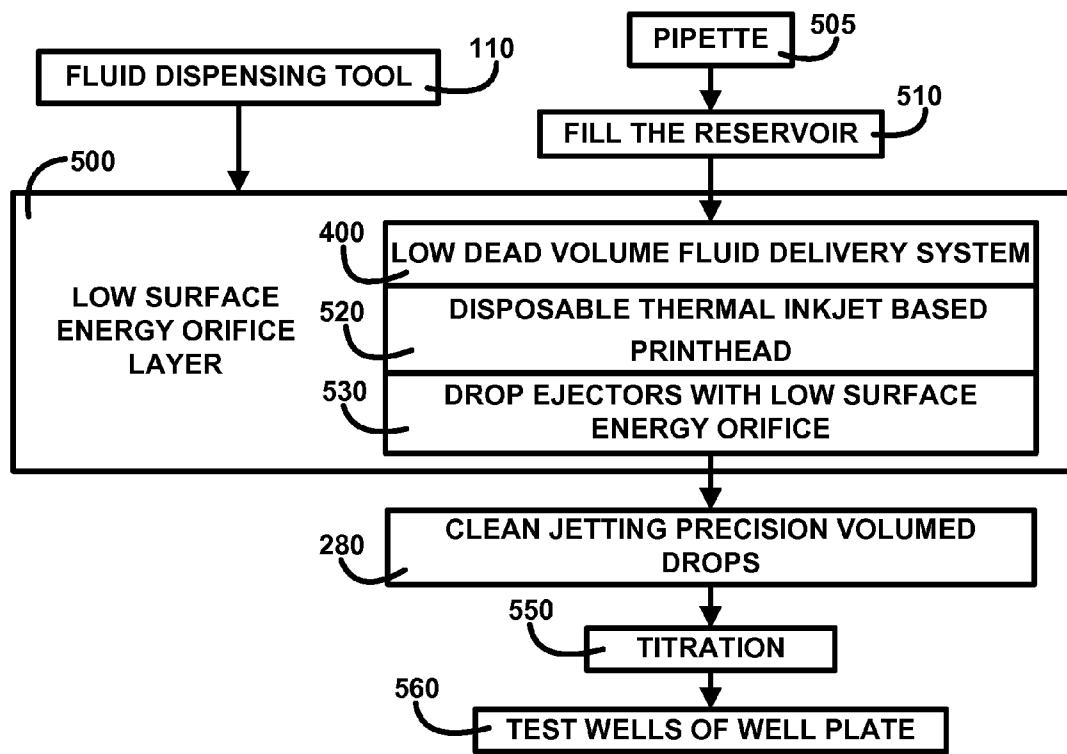 PIPETTE
505
FLUID DISPENSING TOOL
110
FILL THE RESERVOIR
510
500
LOW SURFACE
ENERGY ORIFICE
LAYER
400
LOW DEAD VOLUME FLUID DELIVERY SYSTEM
520
DISPOSABLE THERMAL INKJET BASED
PRINTHEAD
530
DROP EJECTORS WITH LOW SURFACE
ENERGY ORIFICE
280
CLEAN JETTING PRECISION VOLUMED
DROPS
550
TITRATION
560
TEST WELLS OF WELL PLATE